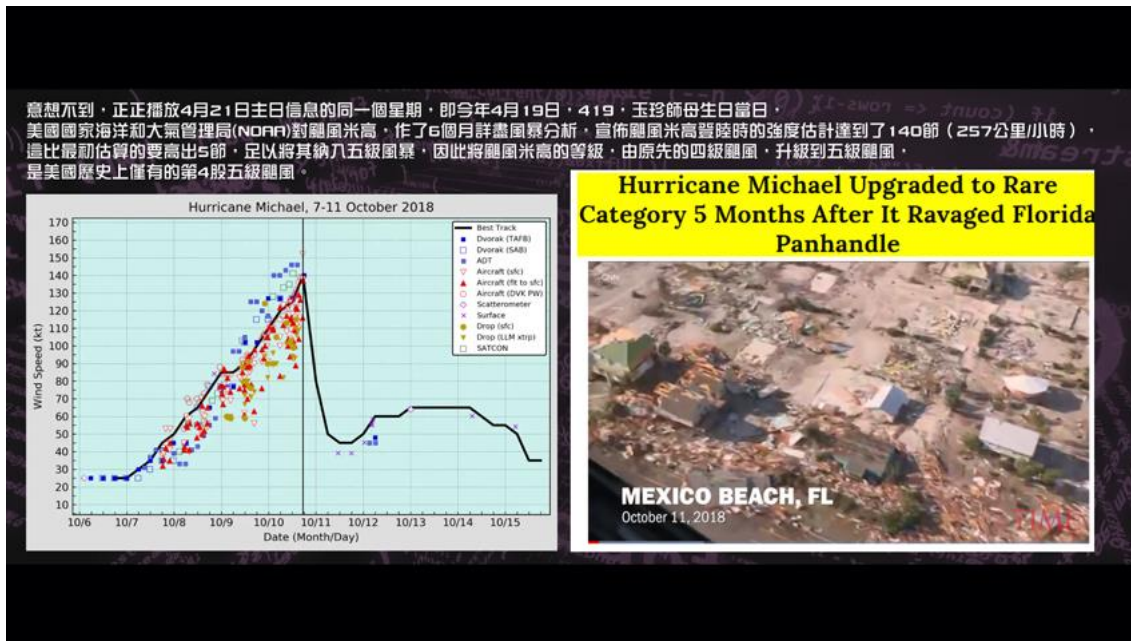 意想不到，正正播放4月21日主日信息的同一個星期，即今年4月19日，419，玉珍師母生日當日，
美國國家海洋和大氣管理局(NOAA)對颶風米高，作了6個月詳盡風暴分析，宣佈颶風米高登陸時的強度估計達到了140節（257公里/小時），
這比最初估算的要高出5節，足以將其納入五級風暴，因此將颶風米高的等級，由原先的四級颶風，升級到五級颶風，
是美國歷史上僅有的第4股五級颶風。
Hurricane Michael, 7-11 October 2018
170
160
150
140
130
120
110
100
90
80
70
60
50
40
30
20
10
Wind Speed (kt)
Best Track
Dvorak (TAFB)
Dvorak (SAB)
ADT
Aircraft (sfc)
Aircraft (flt to sfc)
Aircraft (DVK PW)
Scatterometer
Surface
Drop (sfc)
Drop (LLM xtrp)
SATCON
10/6 10/7 10/8 10/9 10/10 10/11 10/12 10/13 10/14 10/15
Date (Month/Day)
Hurricane Michael Upgraded to Rare
Category 5 Months After It Ravaged Florida
Panhandle
MEXICO BEACH, FL
October 11, 2018
TIME